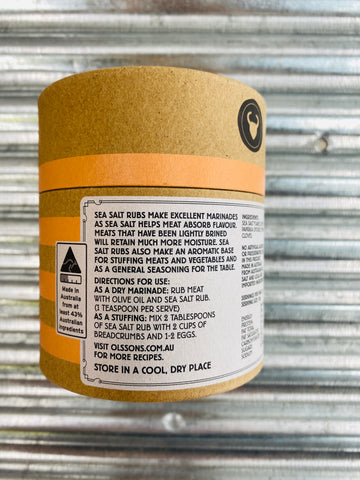 SEA SALT RUBS MAKE EXCELLENT MARINADES
AS SEA SALT HELPS MEAT ABSORB FLAVOUR.
MEATS THAT HAVE BEEN LIGHTLY BRINED
WILL RETAIN MUCH MORE MOISTURE. SEA
SALT RUBS ALSO MAKE AN AROMATIC BASE
FOR STUFFING MEATS AND VEGETABLES AND
AS A GENERAL SEASONING FOR THE TABLE.
DIRECTIONS FOR USE:
AS A DRY MARINADE: RUB MEAT
WITH OLIVE OIL AND SEA SALT RUB.
(1 TEASPOON PER SERVE)
AS A STUFFING: MIX 2 TABLESPOONS
OF SEA SALT RUB WITH 2 CUPS OF
BREADCRUMBS AND 1-2 EGGS.
VISIT OLSSONS.COM.AU
FOR MORE RECIPES.
STORE IN A COOL, DRY PLACE
Made in
Australia
from at
least 43%
Australian
ingredients